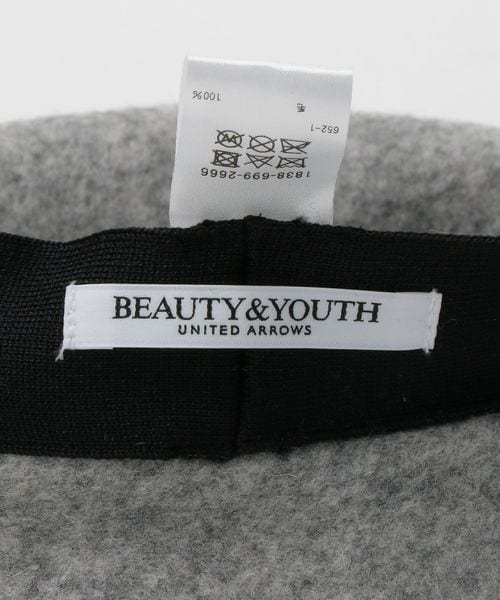 BEAUTY&YOUTH
UNITED ARROWS
1838-699-2666
652-1
毛
100%